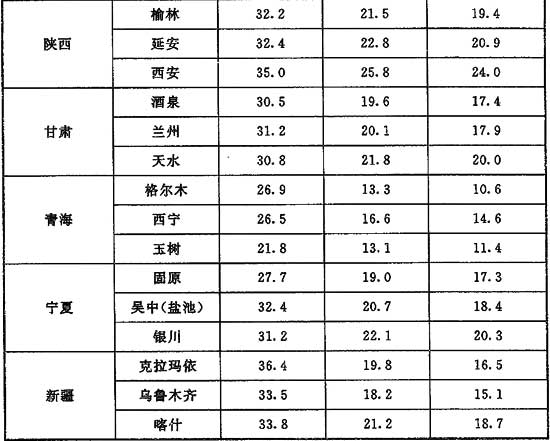 陕西 榆林 32.2 21.5 19.4
延安 32.4 22.8 20.9
西安 35.0 25.8 24.0
甘肃 酒泉 30.5 19.6 17.4
兰州 31.2 20.1 17.9
天水 30.8 21.8 20.0
青海 格尔木 26.9 13.3 10.6
西宁 26.5 16.6 14.6
玉树 21.8 13.1 11.4
宁夏 固原 27.7 19.0 17.3
吴中(盐池) 32.4 20.7 18.4
银川 31.2 22.1 20.3
新疆 克拉玛依 36.4 19.8 16.5
乌鲁木齐 33.5 18.2 15.1
喀什 33.8 21.2 18.7